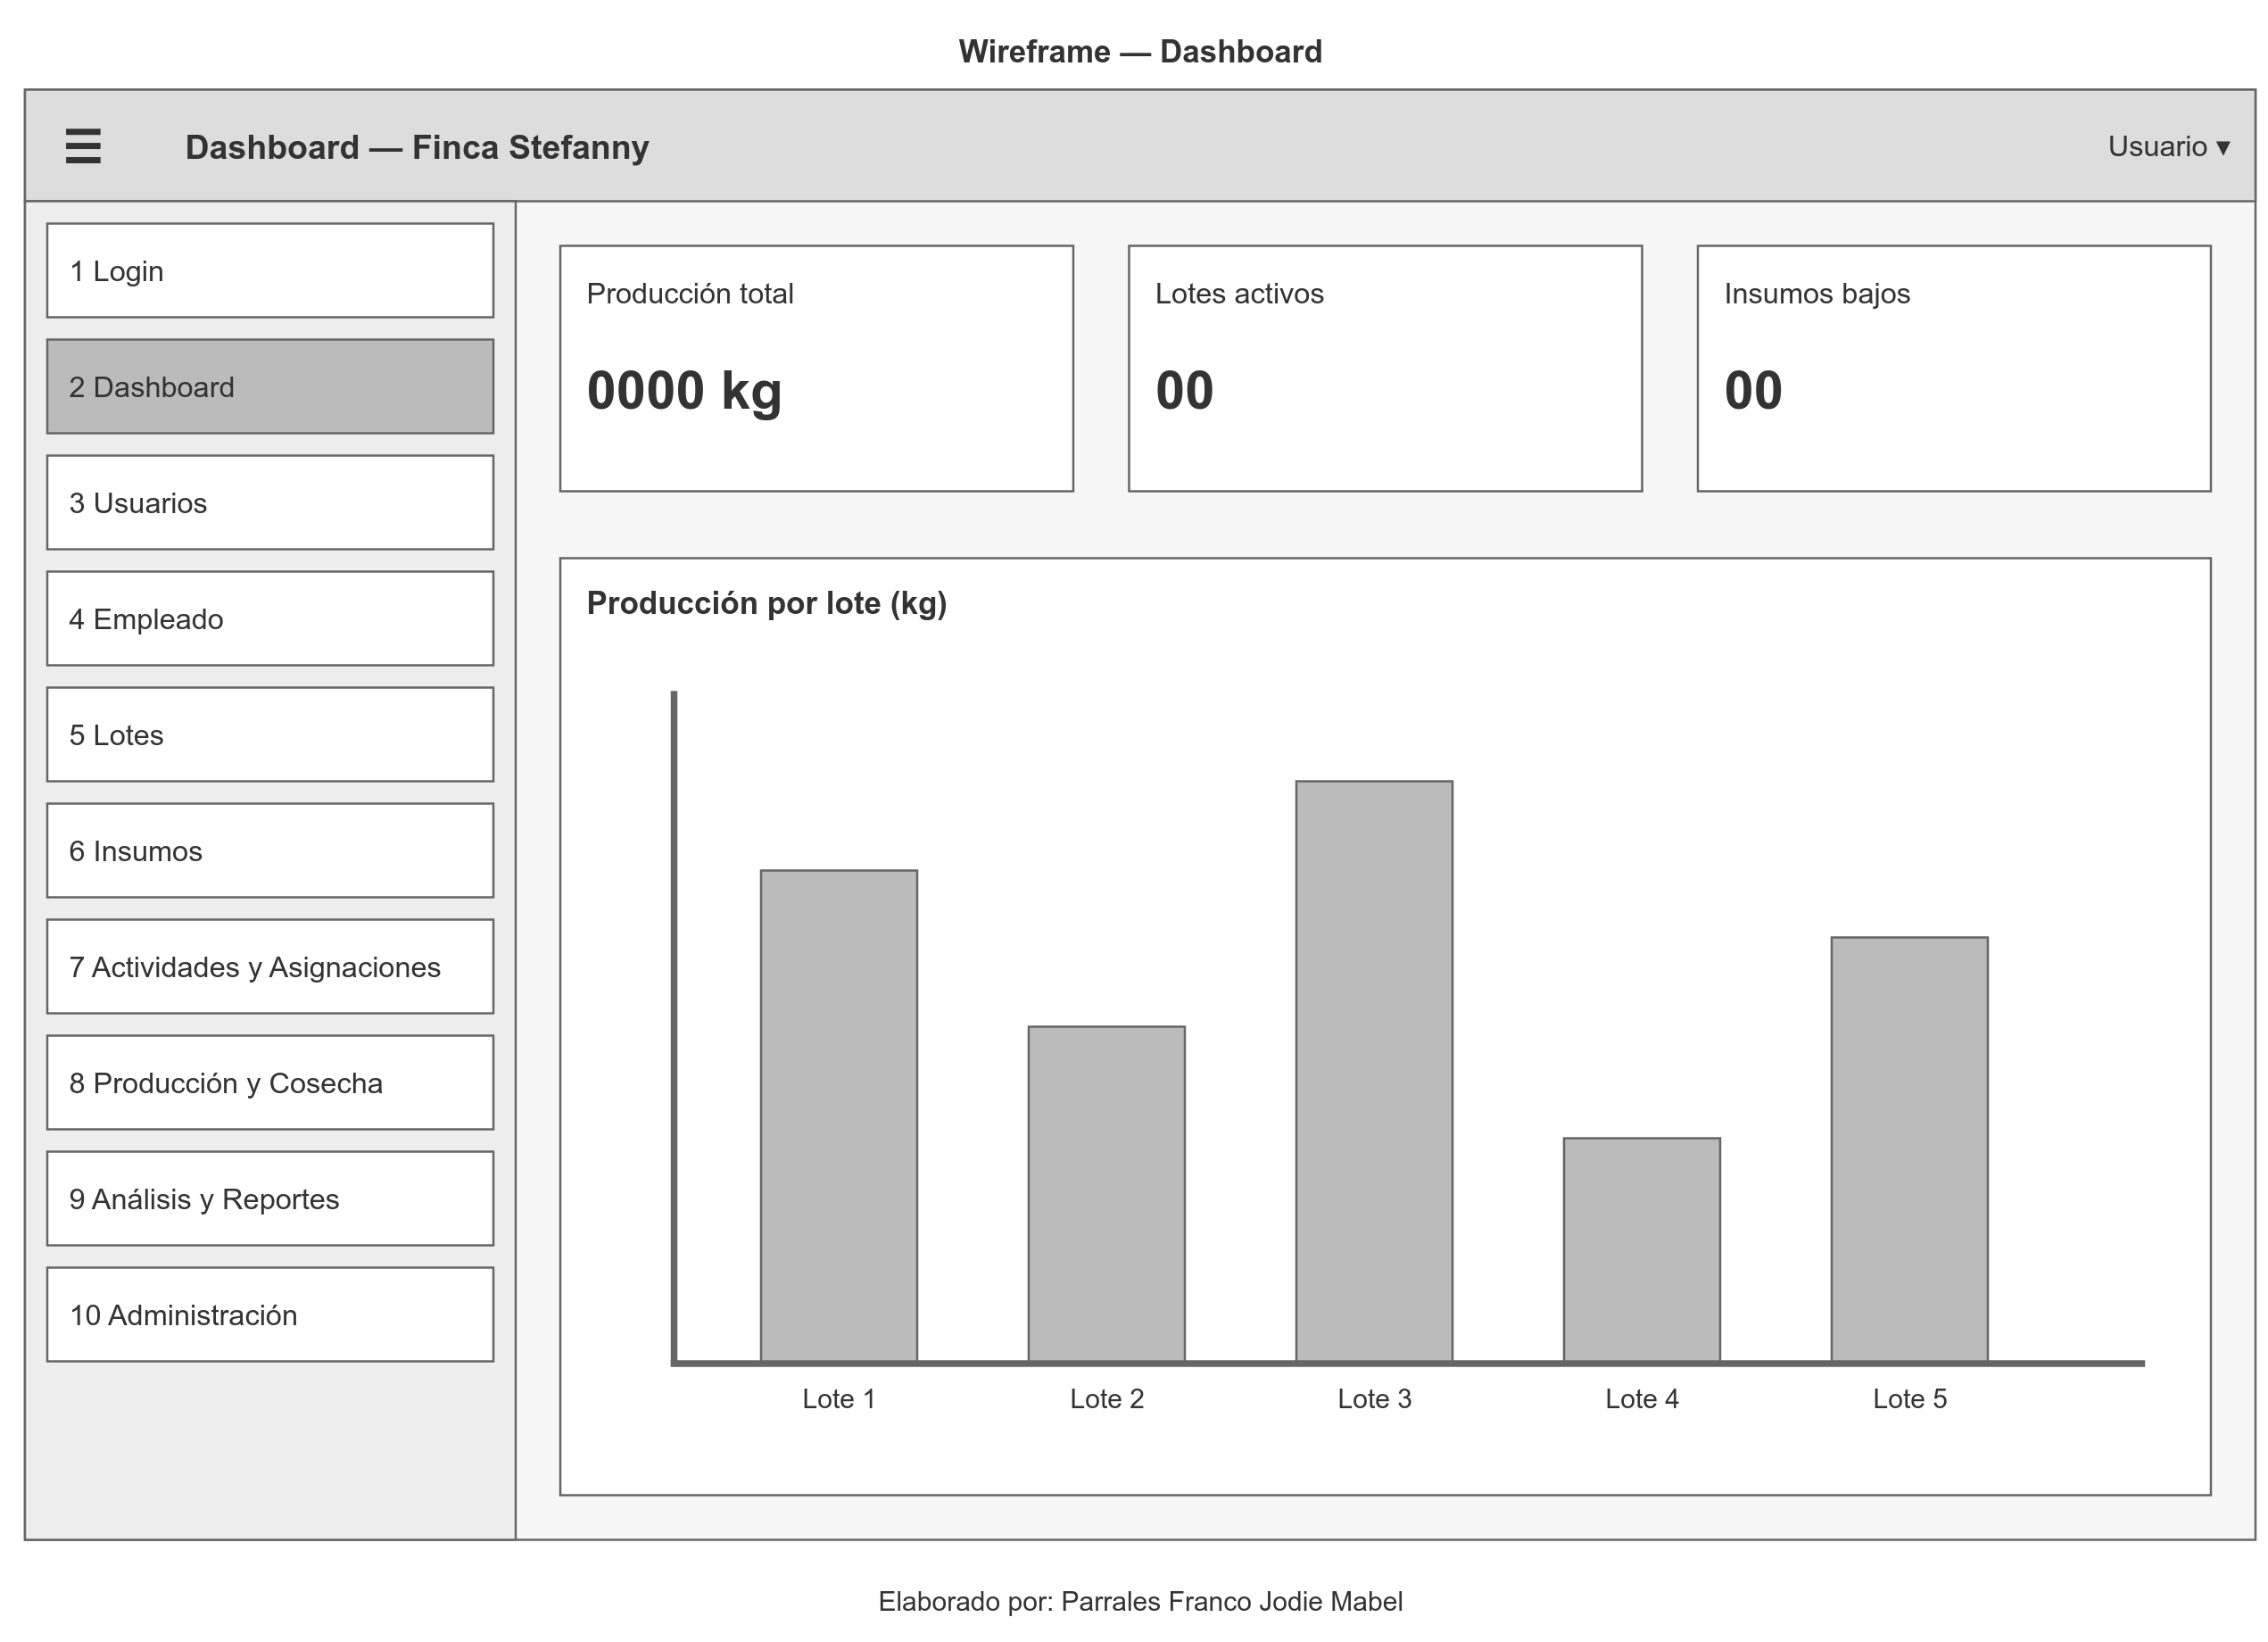 Wireframe — Dashboard
☰ Dashboard — Finca Stefanny
Usuario ▾
1 Login
2 Dashboard
3 Usuarios
4 Empleado
5 Lotes
6 Insumos
7 Actividades y Asignaciones
8 Producción y Cosecha
9 Análisis y Reportes
10 Administración
Producción total
0000 kg
Lotes activos
00
Insumos bajos
00
Producción por lote (kg)
Lote 1
Lote 2
Lote 3
Lote 4
Lote 5
Elaborado por: Parrales Franco Jodie Mabel